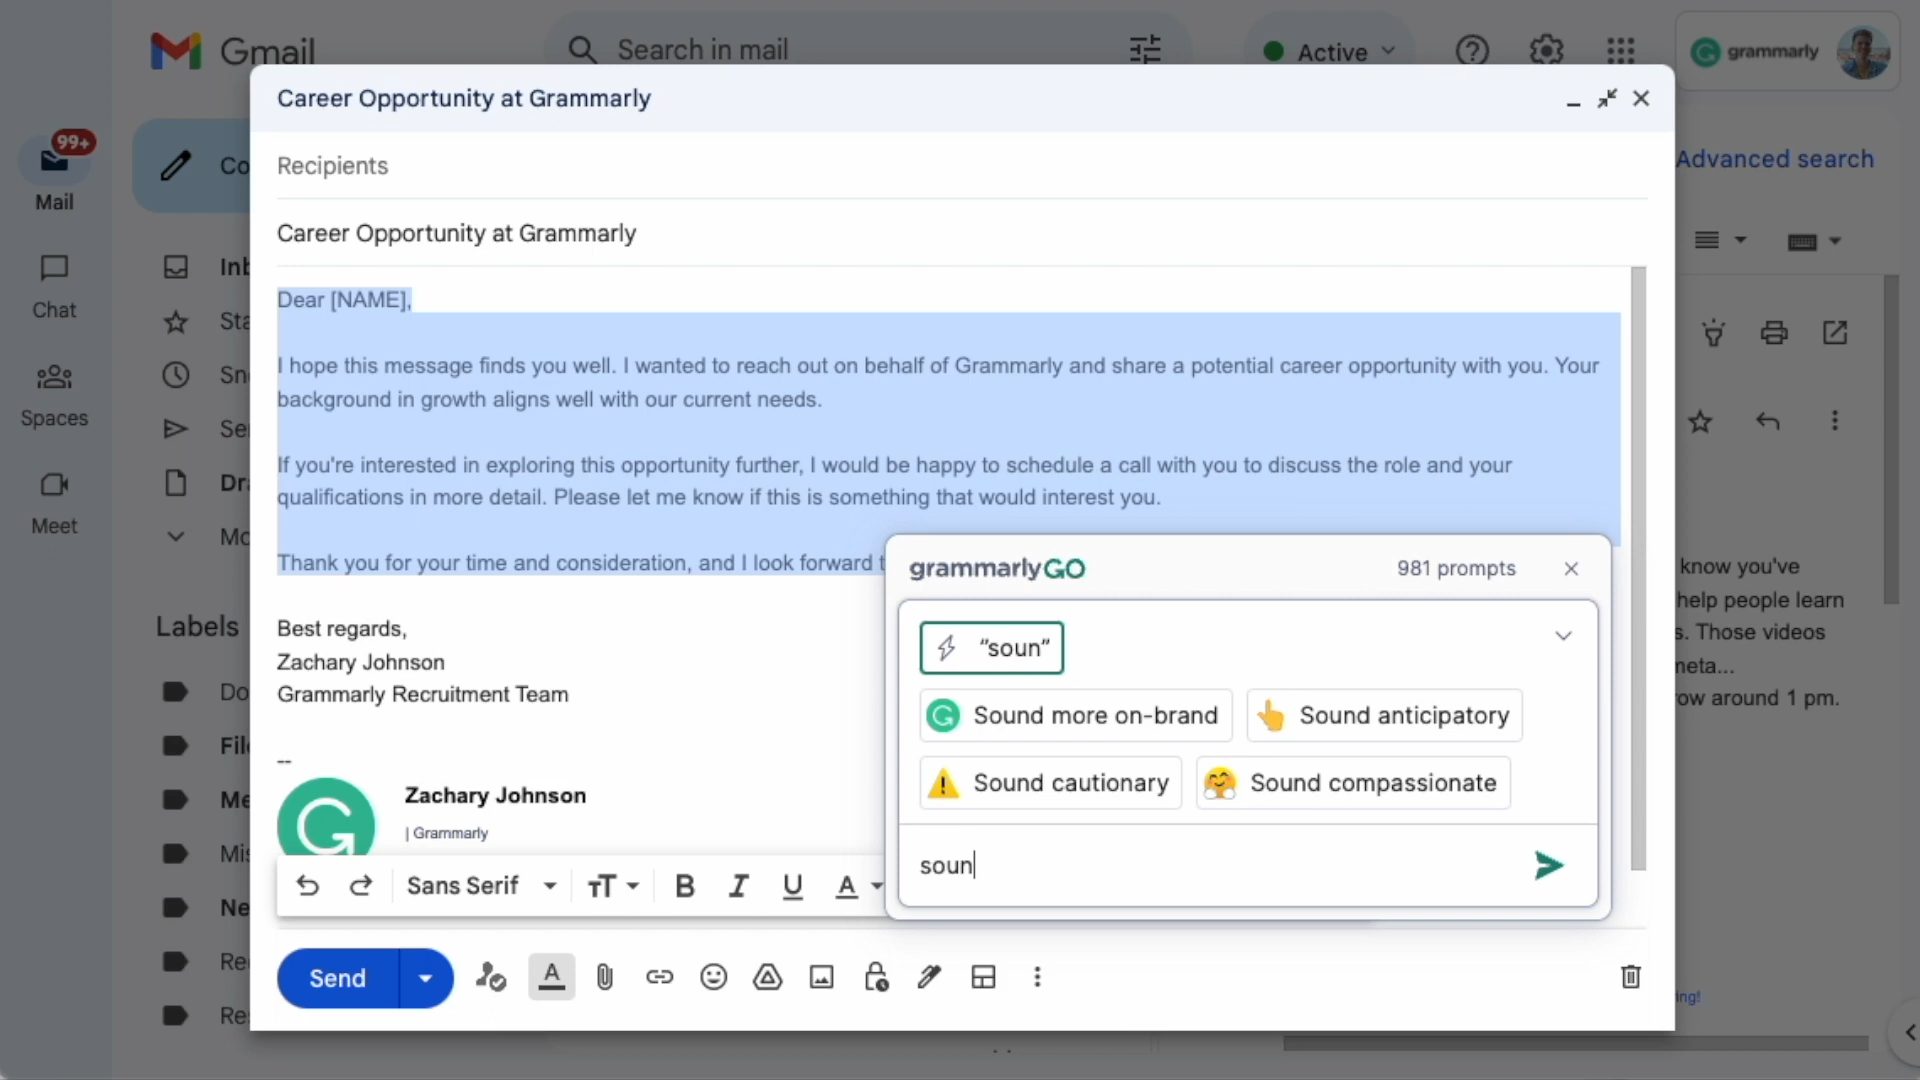 Gmail
Search in mail
Active
grammarly
Career Opportunity at Grammarly
99+
Mail
Chat
Spaces
Meet
Labels
Recipients
Career Opportunity at Grammarly
Dear [NAME],
I hope this message finds you well. I wanted to reach out on behalf of Grammarly and share a potential career opportunity with you. Your
background in growth aligns well with our current needs.
If you're interested in exploring this opportunity further, I would be happy to schedule a call with you to discuss the role and your
qualifications in more detail. Please let me know if this is something that would interest you.
Thank you for your time and consideration, and I look forward t
Best regards,
Zachary Johnson
Grammarly Recruitment Team
--
Zachary Johnson
| Grammarly
Sans Serif
Send
grammarlyGO
981 prompts
“soun”
Sound more on-brand
Sound anticipatory
Sound cautionary
Sound compassionate
soun
Advanced search
know you've
help people learn
s. Those videos
meta...
ow around 1 pm.